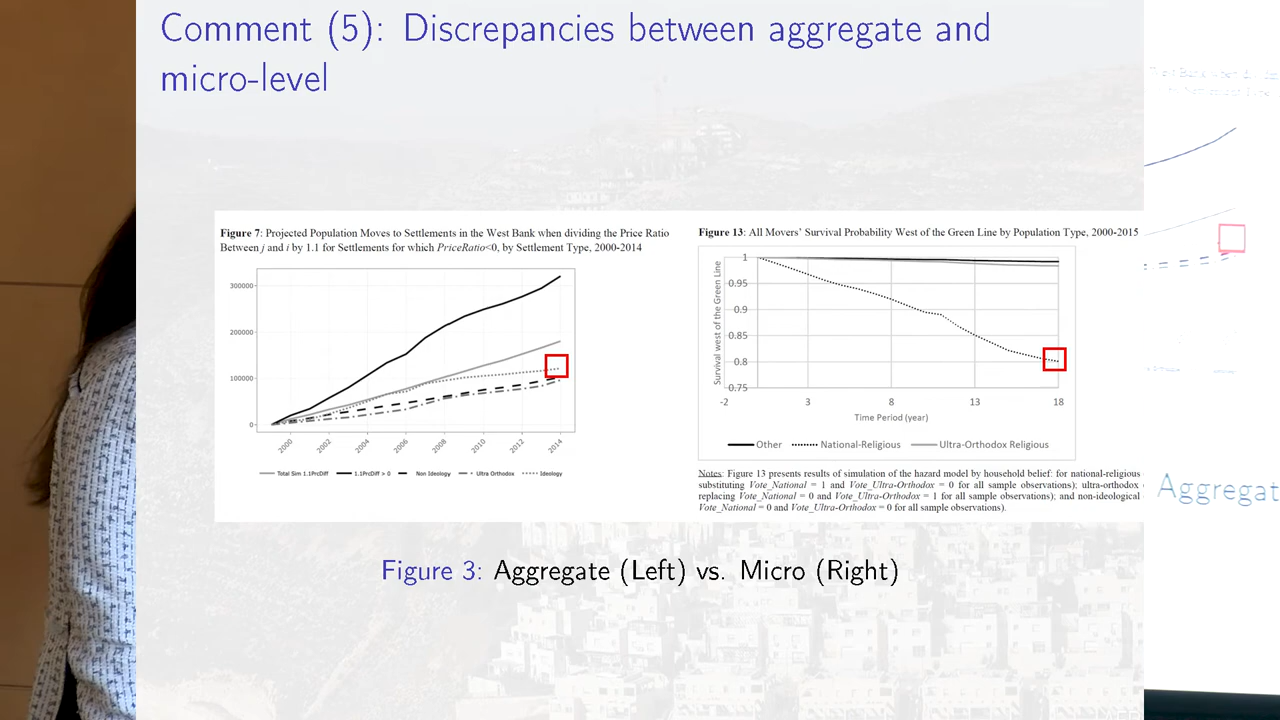 Comment (5): Discrepancies between aggregate and
micro-level
Figure 7: Projected Population Moves to Settlements in the West Bank when dividing the Price Ratio
Between j and i by 1.1 for Settlements for which PriceRatio<0, by Settlement Type, 2000-2014
300000
200000
100000
0
2000
2002
2004
2006
2008
2010
2012
2014
Total Sim 1.1PrcDiff
1.1PrcDiff > 0
Non Ideology
Ultra Orthodox
Ideology
Figure 13: All Movers' Survival Probability West of the Green Line by Population Type, 2000-2015
Survival west of the Green Line
1
0.95
0.9
0.85
0.8
0.75
-2
3
8
13
18
Time Period (year)
Other
National-Religious
Ultra-Orthodox Religious
Notes: Figure 13 presents results of simulation of the hazard model by household belief: for national-religious
substituting Vote_National = 1 and Vote_Ultra-Orthodox = 0 for all sample observations); ultra-orthodox
replacing Vote_National = 0 and Vote_Ultra-Orthodox = 1 for all sample observations); and non-ideological
Vote_National = 0 and Vote_Ultra-Orthodox = 0 for all sample observations).
Figure 3: Aggregate (Left) vs. Micro (Right)
Aggregat